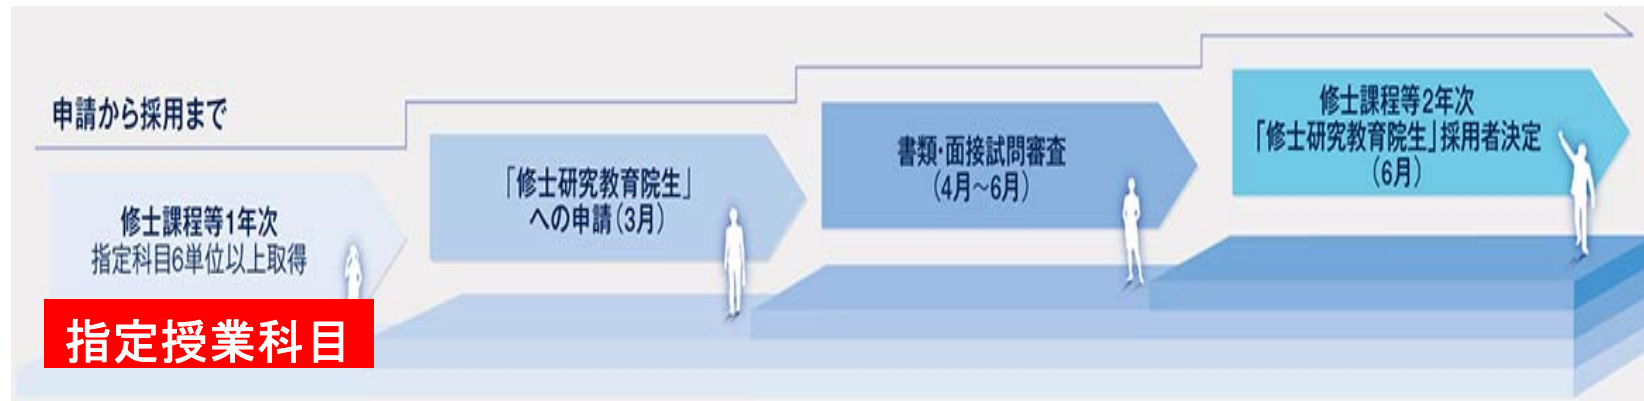 申請から採用まで
修士課程等1年次
指定科目6単位以上取得
指定授業科目
「修士研究教育院生」
への申請(3月)
書類・面接試問審査
(4月～6月)
修士課程等2年次
「修士研究教育院生」採用者決定
(6月)